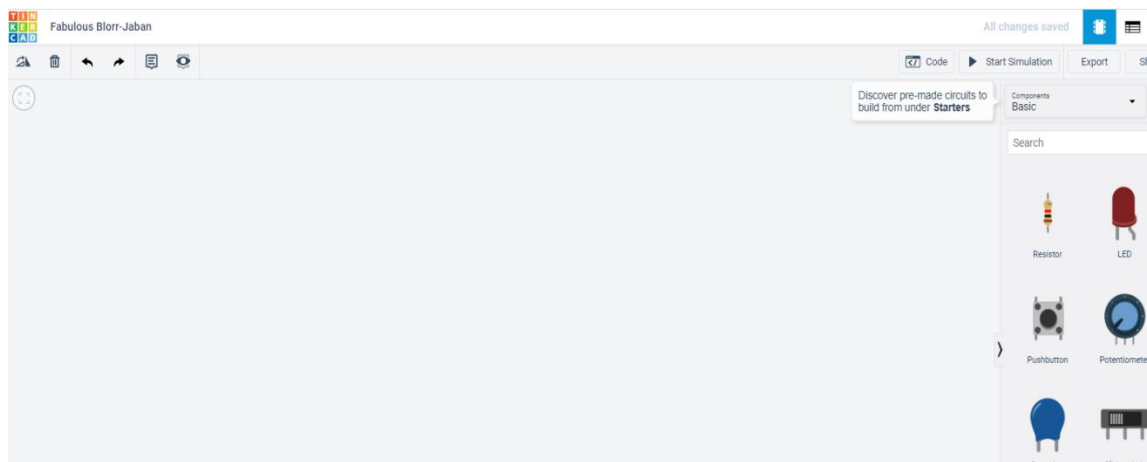 TIN
KER
CAD
Fabulous Blorr-Jaban
All changes saved
Code
Start Simulation
Export
Discover pre-made circuits to
build from under Starters
Components
Basic
Search
Resistor
LED
Pushbutton
Potentiomete